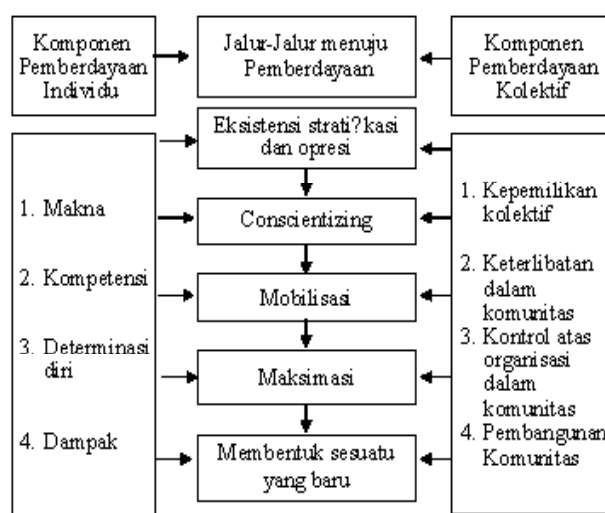 Komponen
Pemberdayaan
Individu
Jalur-Jalur menuju
Pemberdayaan
Komponen
Pemberdayaan
Kolektif
1. Makna
2. Kompetensi
3. Determinasi
diri
4. Dampak
Eksistensi strati?kasi
dan opresi
Conscientizing
Mobilisasi
Maksimasi
Membentuk sesuatu
yang baru
1. Kepemilikan
kolektif
2. Keterlibatan
dalam
komunitas
3. Kontrol atas
organisasi
dalam
komunitas
4. Pembangunan
Komunitas